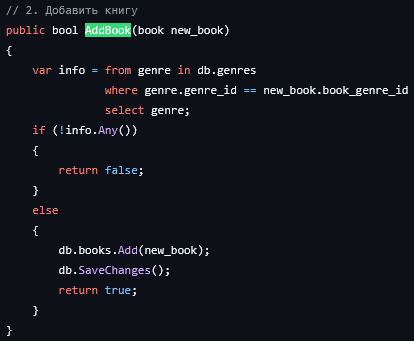 // 2. Добавить книгу
public bool AddBook(book new_book)
{
    var info = from genre in db.genres
               where genre.genre_id == new_book.book_genre_id
               select genre;
    if (!info.Any())
    {
        return false;
    }
    else
    {
        db.books.Add(new_book);
        db.SaveChanges();
        return true;
    }
}